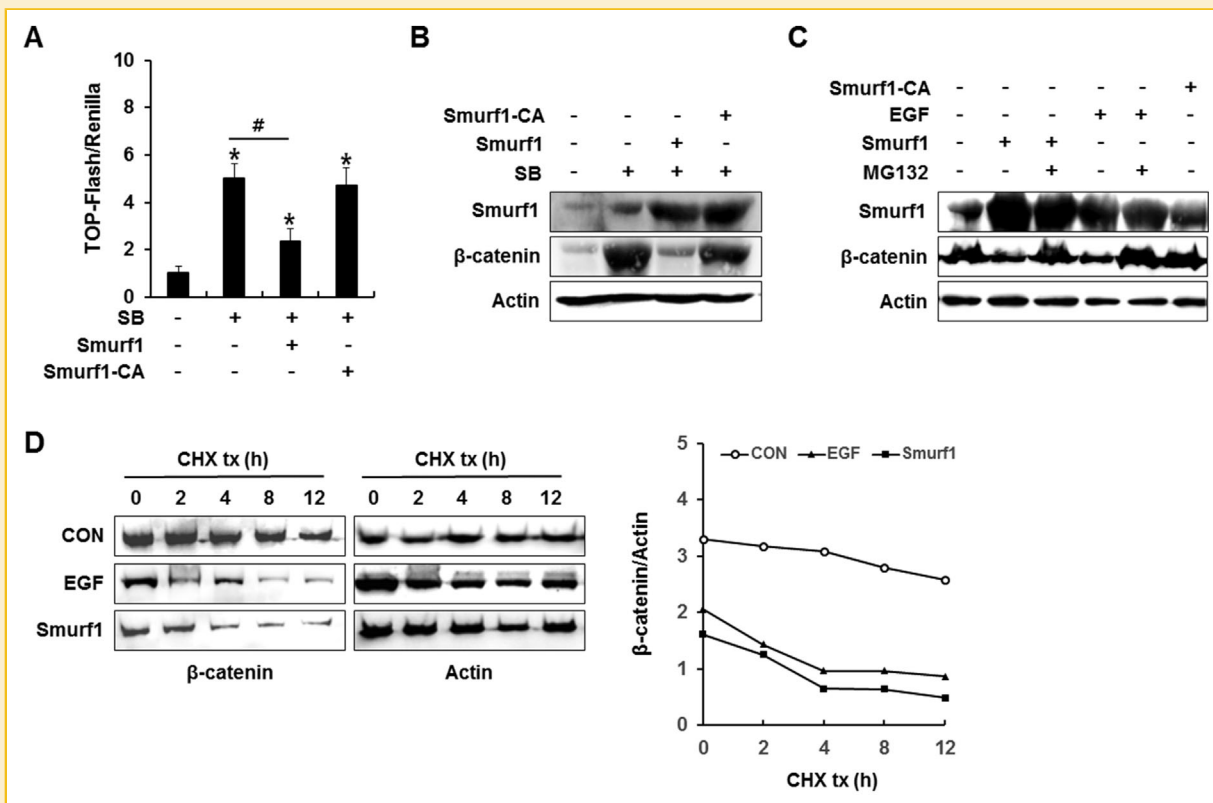 A
TOP-Flash/Renilla
10
8
6
4
2
0
#
* * *
SB - + + +
Smurf1 - - + -
Smurf1-CA - - - +
B
Smurf1-CA - - - +
Smurf1 - - + -
SB - + + +
Smurf1
β-catenin
Actin
C
Smurf1-CA - - - - - +
EGF - - - + + -
Smurf1 - + + - - -
MG132 - - + - + -
Smurf1
β-catenin
Actin
D
CHX tx (h) CHX tx (h)
0 2 4 8 12 0 2 4 8 12
CON
EGF
Smurf1
β-catenin Actin
β-catenin/Actin
5
4
3
2
1
0
CON EGF Smurf1
0 2 4 8 12
CHX tx (h)